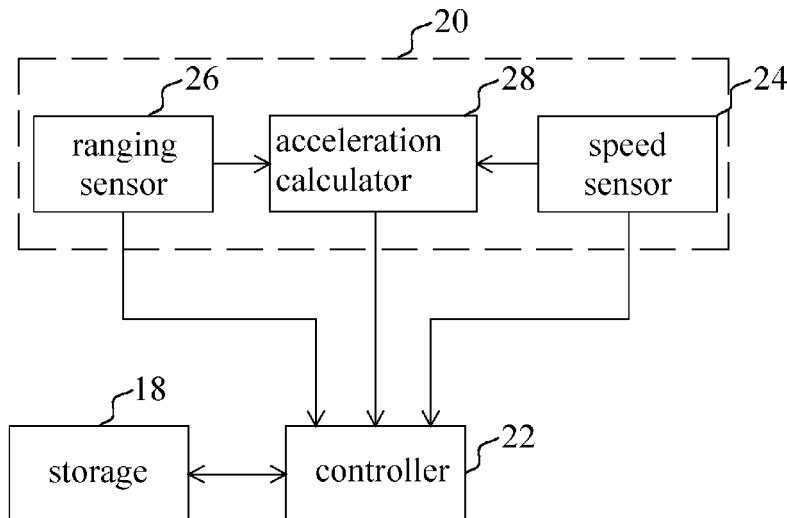 20
26
28
24
ranging
sensor
acceleration
calculator
speed
sensor
18
22
storage
controller